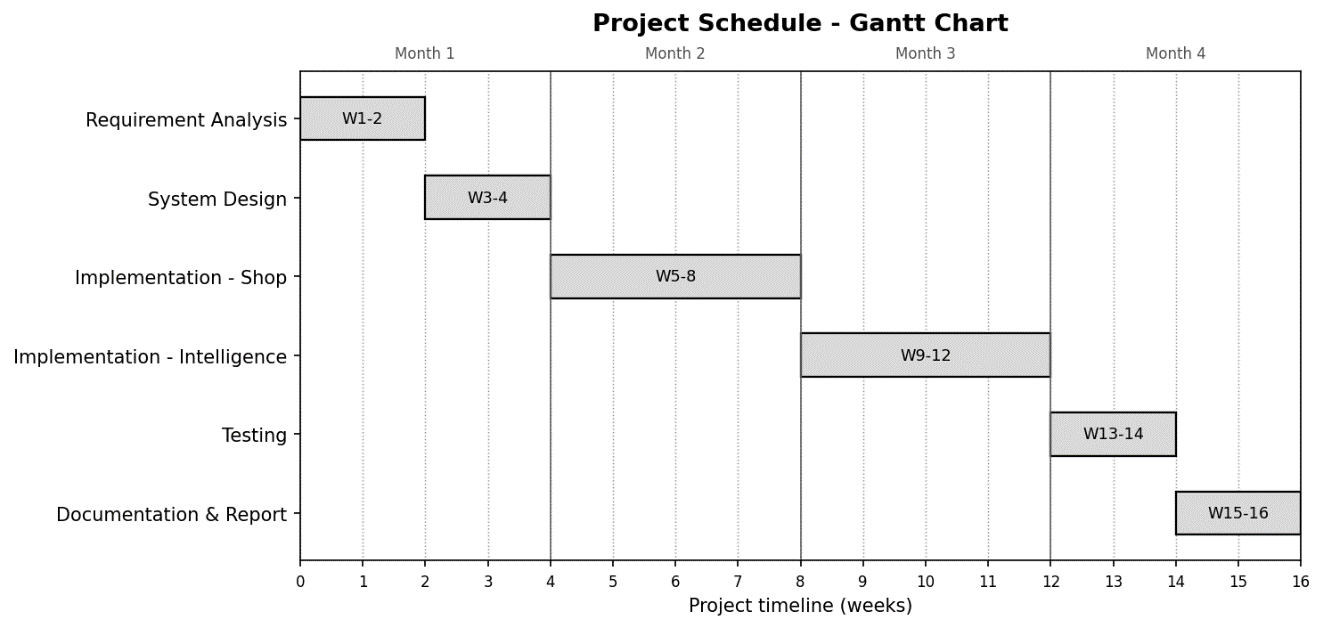 Project Schedule - Gantt Chart
Month 1 Month 2 Month 3 Month 4
Requirement Analysis W1-2
System Design W3-4
Implementation - Shop W5-8
Implementation - Intelligence W9-12
Testing W13-14
Documentation & Report W15-16
0 1 2 3 4 5 6 7 8 9 10 11 12 13 14 15 16
Project timeline (weeks)